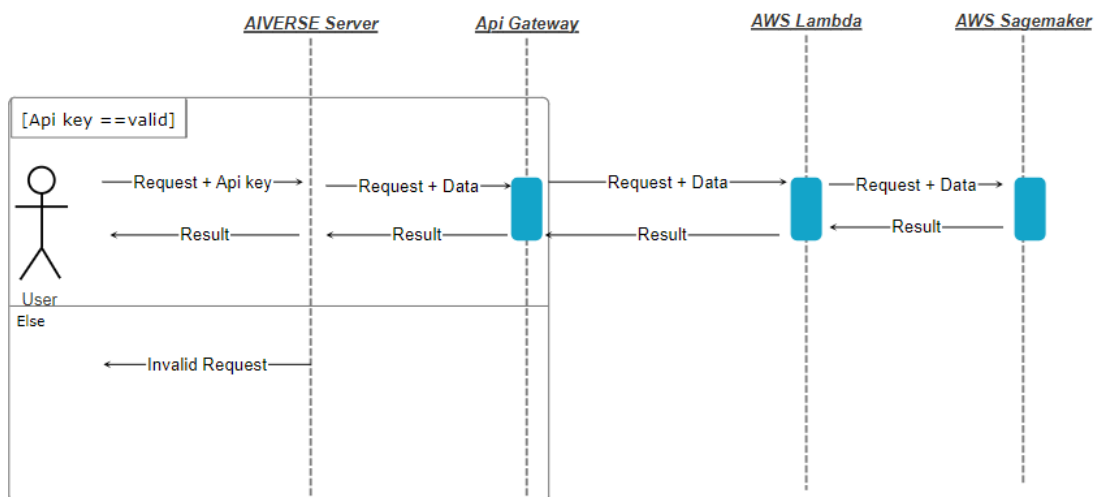 AIVERSE Server
Api Gateway
AWS Lambda
AWS Sagemaker
[Api key ==valid]
Request + Api key
Request + Data
Request + Data
Request + Data
Result
Result
Result
Result
User
Else
Invalid Request